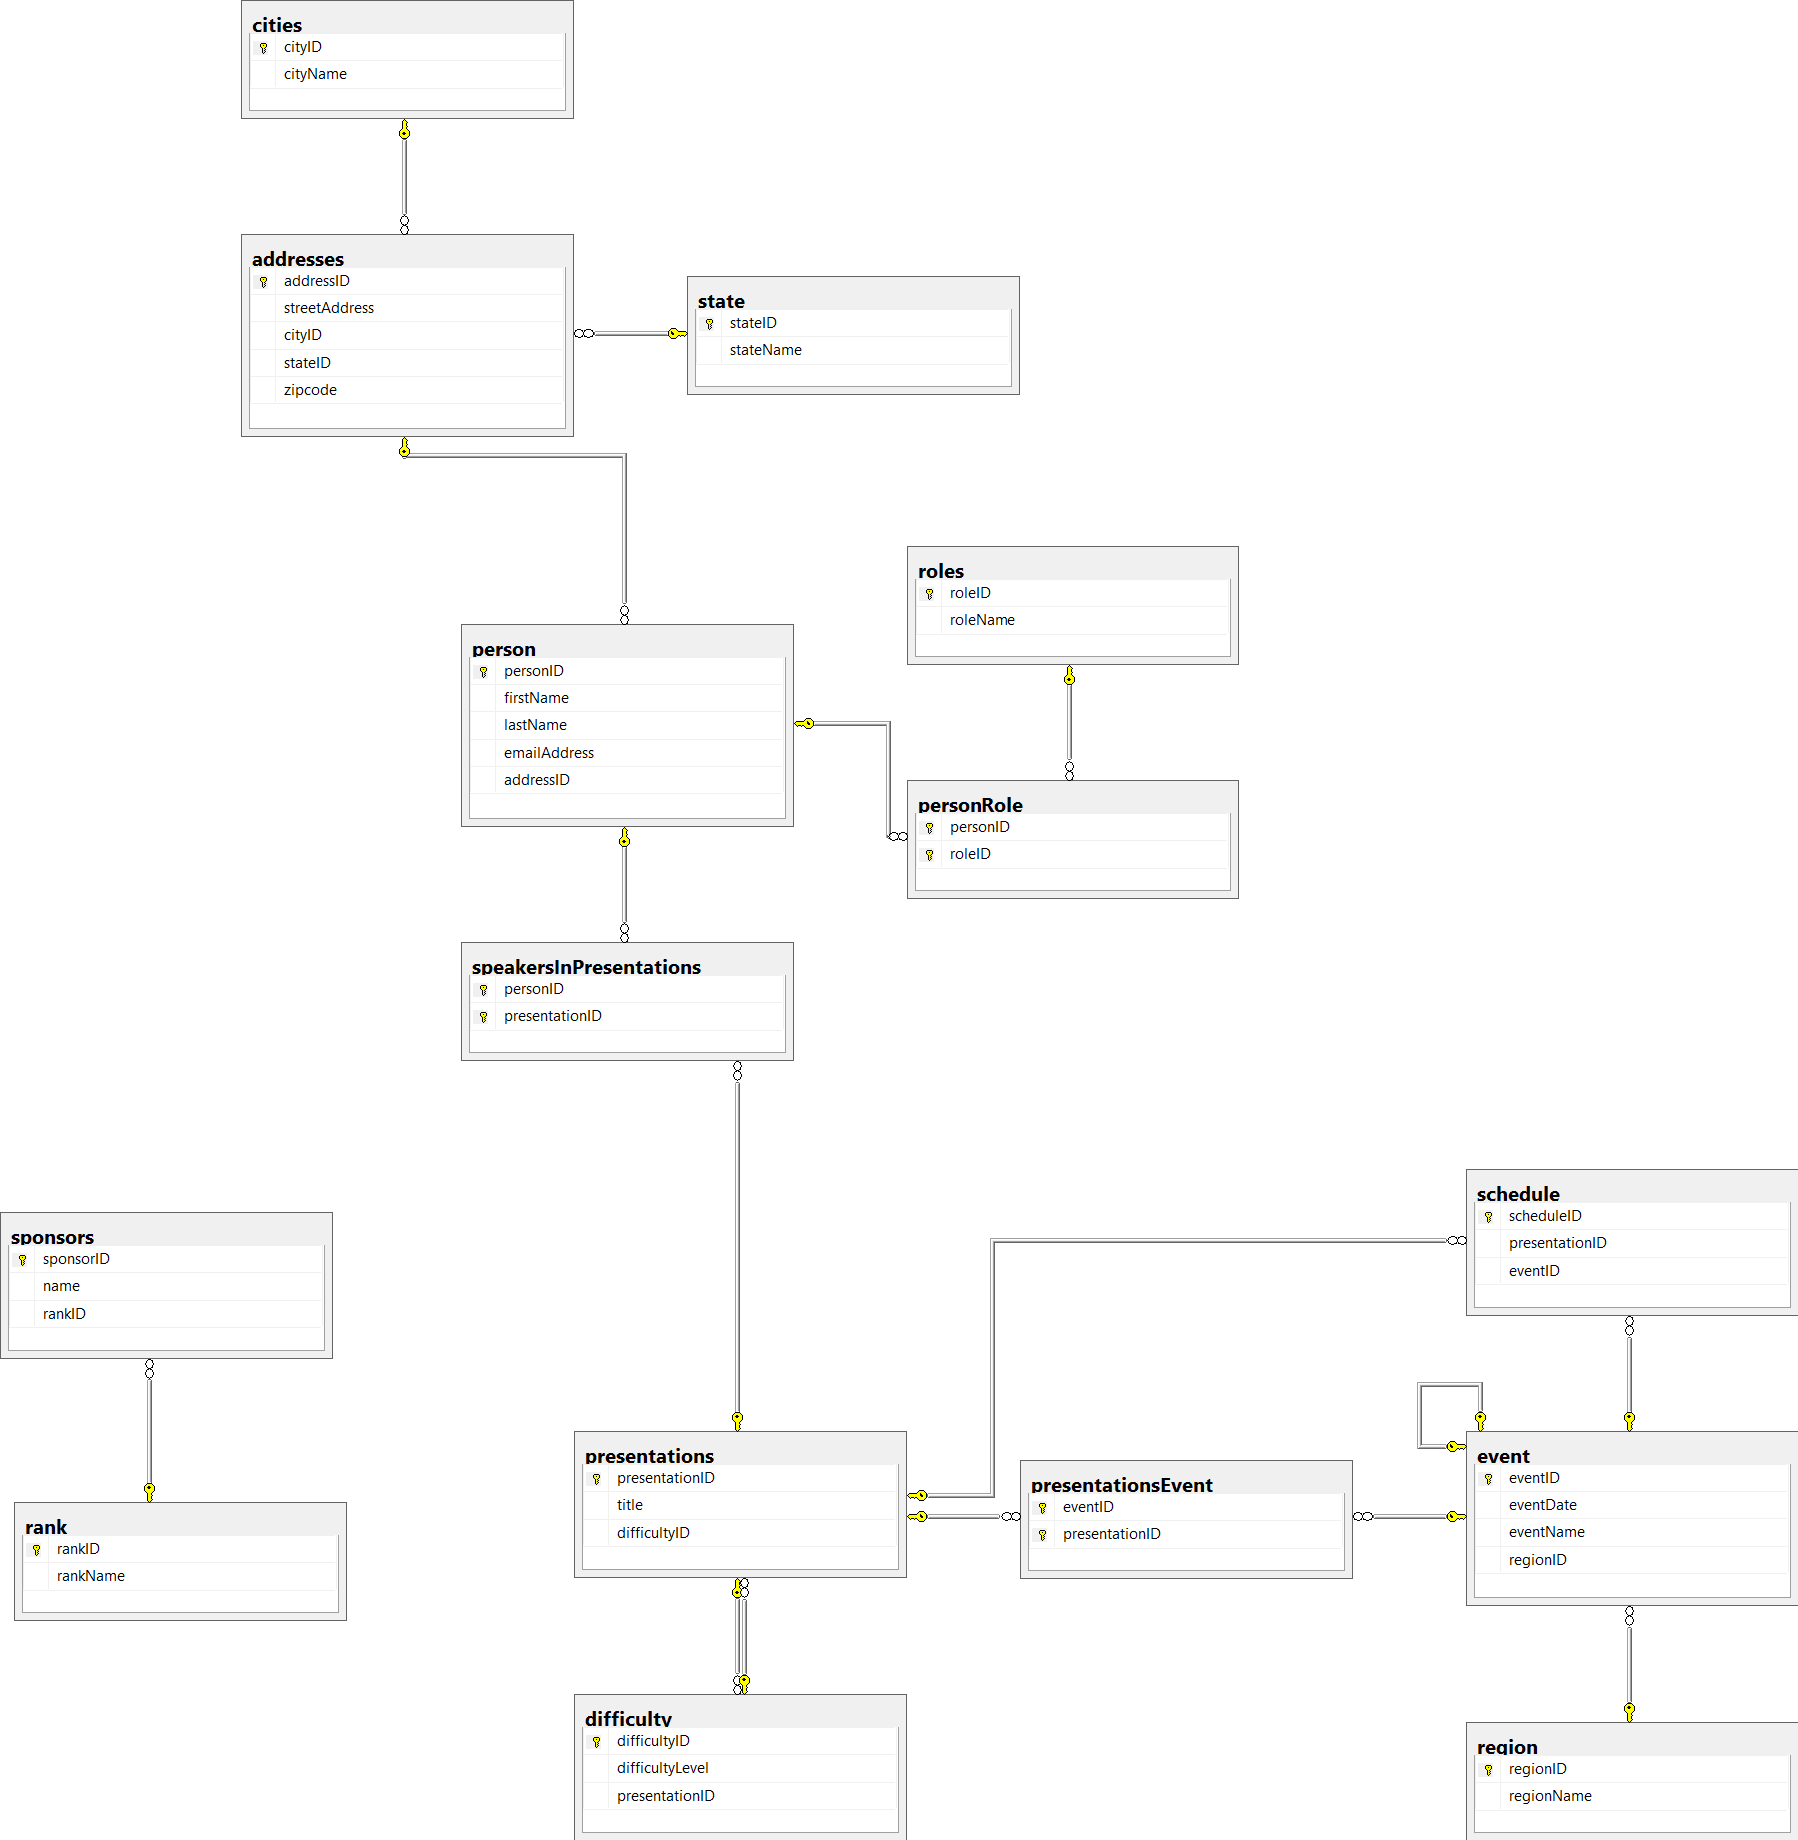 cities
cityID
cityName
addresses
addressID
streetAddress
cityID
stateID
zipcode
state
stateID
stateName
roles
roleID
roleName
person
personID
firstName
lastName
emailAddress
addressID
personRole
personID
roleID
speakersInPresentations
personID
presentationID
schedule
scheduleID
presentationID
eventID
sponsors
sponsorID
name
rankID
presentations
presentationID
title
difficultyID
presentationsEvent
eventID
presentationID
event
eventID
eventDate
eventName
regionID
rank
rankID
rankName
difficulty
difficultyID
difficultyLevel
presentationID
region
regionID
regionName